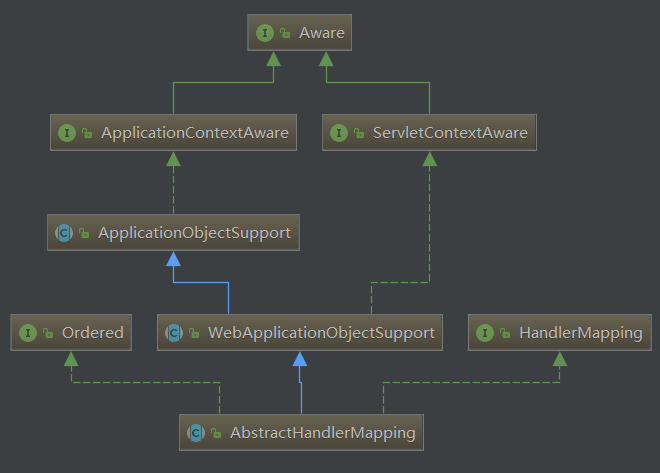 Aware
ApplicationContextAware
ServletContextAware
ApplicationObjectSupport
Ordered
WebApplicationObjectSupport
HandlerMapping
AbstractHandlerMapping